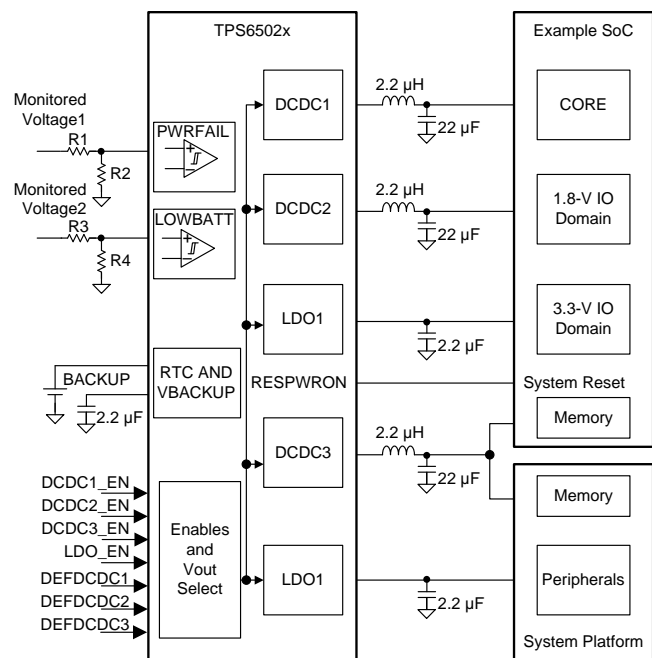 TPS6502x
Example SoC
Monitored
Voltage1
R1
R2
PWRFAIL
+
−
Monitored
Voltage2
R3
R4
LOWBATT
+
−
BACKUP
2.2 µF
RTC AND
VBACKUP
DCDC1_EN
DCDC2_EN
DCDC3_EN
LDO_EN
DEFDCDC1
DEFDCDC2
DEFDCDC3
Enables
and
Vout
Select
DCDC1
2.2 µH
22 µF
CORE
DCDC2
2.2 µH
22 µF
1.8-V IO
Domain
LDO1
2.2 µF
3.3-V IO
Domain
RESPWRON
System Reset
Memory
DCDC3
2.2 µH
22 µF
Memory
LDO1
2.2 µF
Peripherals
System Platform